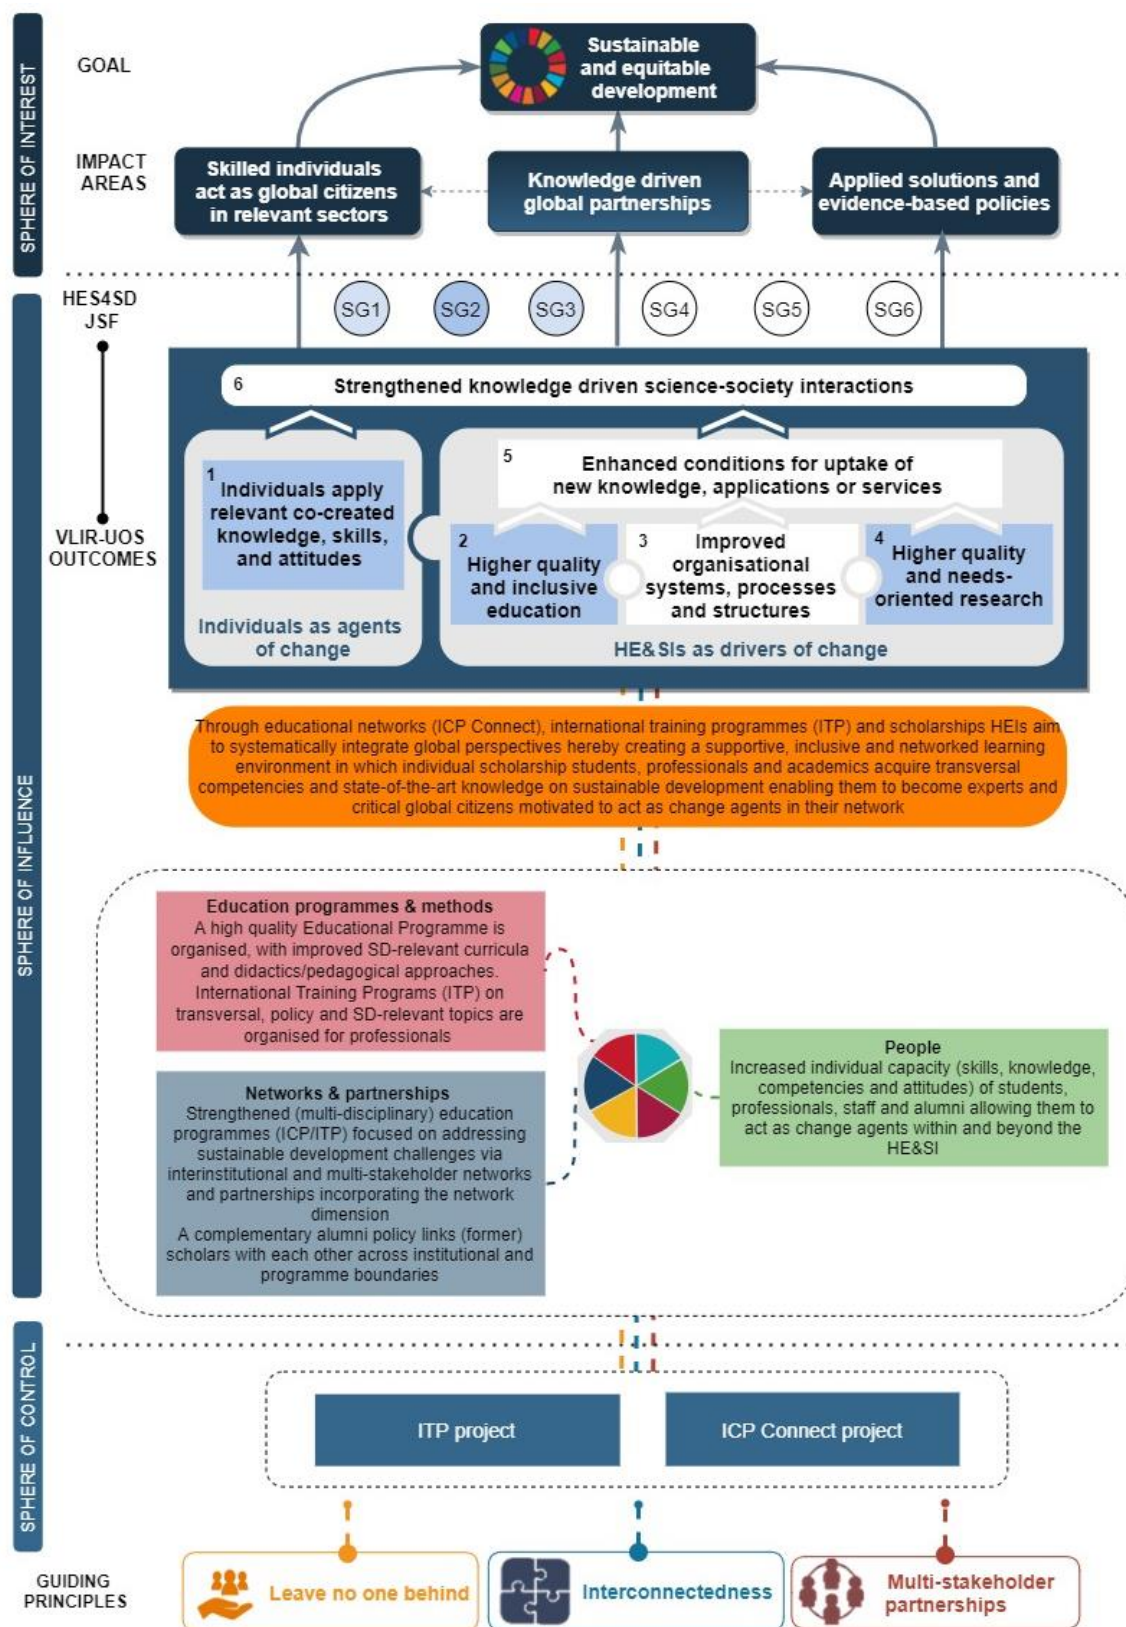 SPHERE OF INTEREST
GOAL
Sustainable
and equitable
development
IMPACT
AREAS
Skilled individuals
act as global citizens
in relevant sectors
Knowledge driven
global partnerships
Applied solutions and
evidence-based policies
SPHERE OF INFLUENCE
HES4SD
JSF
SG1
SG2
SG3
SG4
SG5
SG6
VLIR-UOS
OUTCOMES
6
Strengthened knowledge driven science-society interactions
1
Individuals apply
relevant co-created
knowledge, skills,
and attitudes
Individuals as agents
of change
5
Enhanced conditions for uptake of
new knowledge, applications or services
2
Higher quality
and inclusive
education
3
Improved
organisational
systems, processes
and structures
4
Higher quality
and needs-
oriented research
HE&SIs as drivers of change
Through educational networks (ICP Connect), international training programmes (ITP) and scholarships HEIs aim
to systematically integrate global perspectives hereby creating a supportive, inclusive and networked learning
environment in which individual scholarship students, professionals and academics acquire transversal
competencies and state-of-the-art knowledge on sustainable development enabling them to become experts and
critical global citizens motivated to act as change agents in their network
Education programmes & methods
A high quality Educational Programme is
organised, with improved SD-relevant curricula
and didactics/pedagogical approaches.
International Training Programs (ITP) on
transversal, policy and SD-relevant topics are
organised for professionals
Networks & partnerships
Strengthened (multi-disciplinary) education
programmes (ICP/ITP) focused on addressing
sustainable development challenges via
interinstitutional and multi-stakeholder networks
and partnerships incorporating the network
dimension
A complementary alumni policy links (former)
scholars with each other across institutional and
programme boundaries
People
Increased individual capacity (skills, knowledge,
competencies and attitudes) of students,
professionals, staff and alumni allowing them to
act as change agents within and beyond the
HE&SI
SPHERE OF CONTROL
ITP project
ICP Connect project
GUIDING
PRINCIPLES
Leave no one behind
Interconnectedness
Multi-stakeholder
partnerships